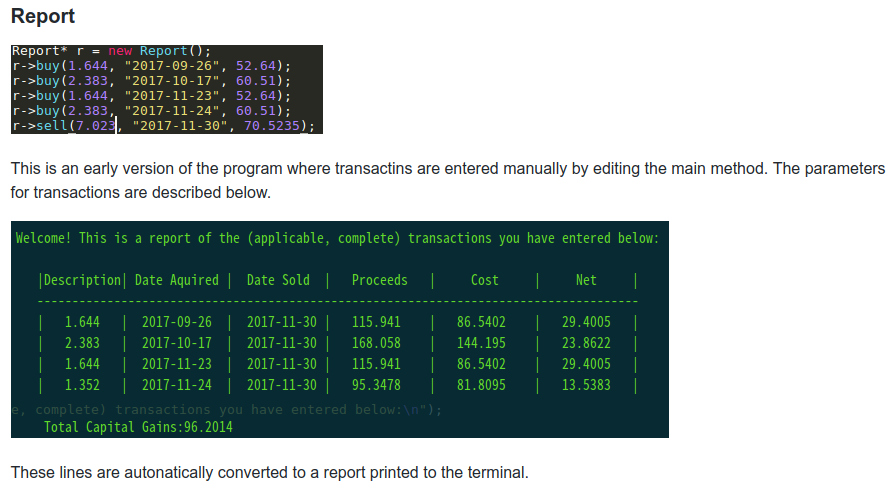 Report
Report* r = new Report();
r->buy(1.644, "2017-09-26", 52.64);
r->buy(2.383, "2017-10-17", 60.51);
r->buy(1.644, "2017-11-23", 52.64);
r->buy(2.383, "2017-11-24", 60.51);
r->sell(7.023, "2017-11-30", 70.5235);
This is an early version of the program where transactins are entered manually by editing the main method. The parameters
for transactions are described below.
Welcome! This is a report of the (applicable, complete) transactions you have entered below:
|Description| Date Aquired | Date Sold | Proceeds | Cost | Net |
--------------------------------------------------------------------------------------
| 1.644 | 2017-09-26 | 2017-11-30 | 115.941 | 86.5402 | 29.4005 |
| 2.383 | 2017-10-17 | 2017-11-30 | 168.058 | 144.195 | 23.8622 |
| 1.644 | 2017-11-23 | 2017-11-30 | 115.941 | 86.5402 | 29.4005 |
| 1.352 | 2017-11-24 | 2017-11-30 | 95.3478 | 81.8095 | 13.5383 |
e, complete) transactions you have entered below:\n");
Total Capital Gains:96.2014
These lines are autonatically converted to a report printed to the terminal.